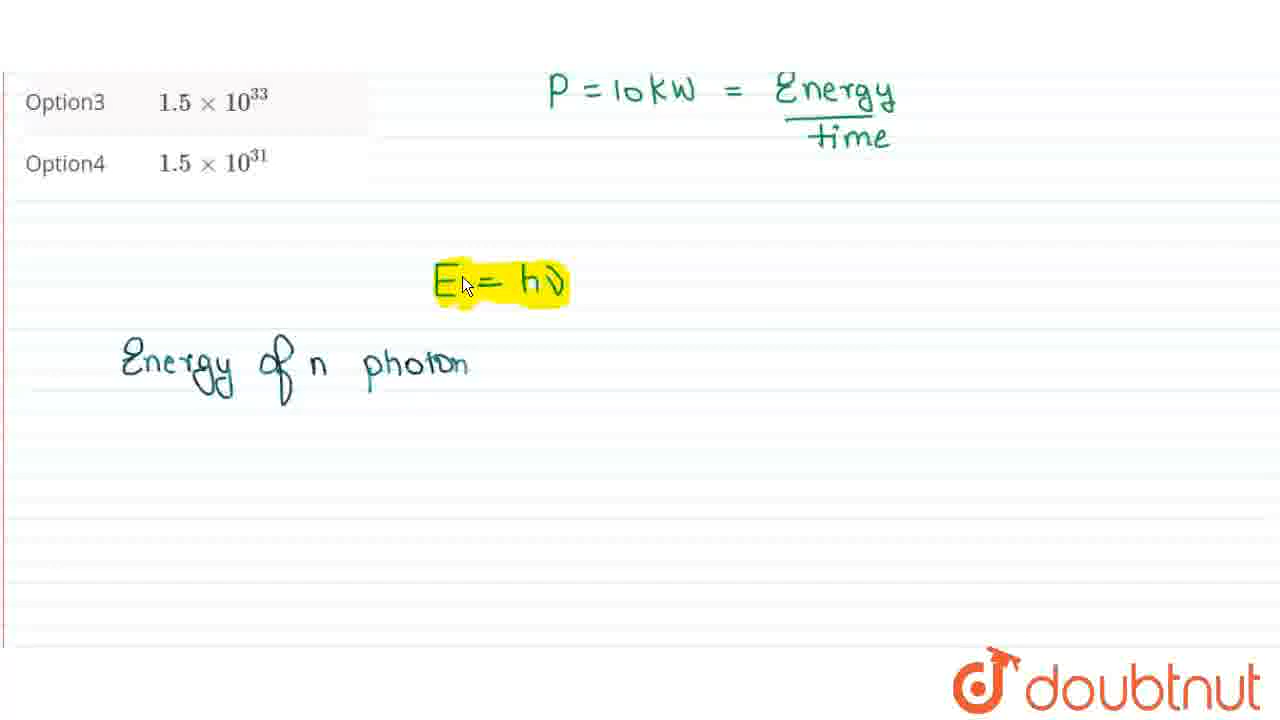 P = 10 KW = Energy / time
Option3 1.5 × 10^33
Option4 1.5 × 10^31
E = hν
Energy of n photon
doubtnut